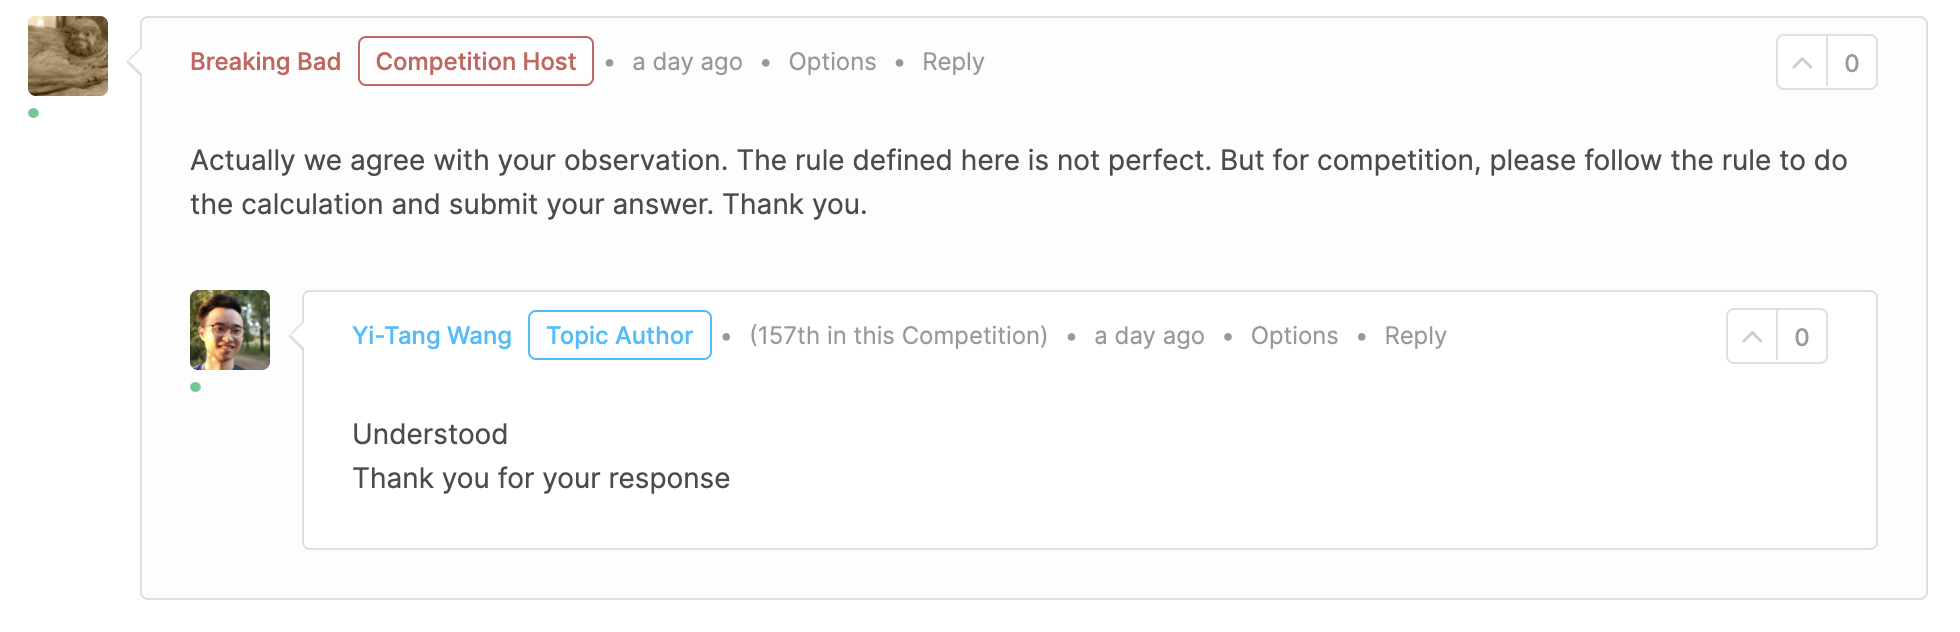 Breaking Bad Competition Host • a day ago • Options • Reply 0
Actually we agree with your observation. The rule defined here is not perfect. But for competition, please follow the rule to do
the calculation and submit your answer. Thank you.
Yi-Tang Wang Topic Author • (157th in this Competition) • a day ago • Options • Reply 0
Understood
Thank you for your response